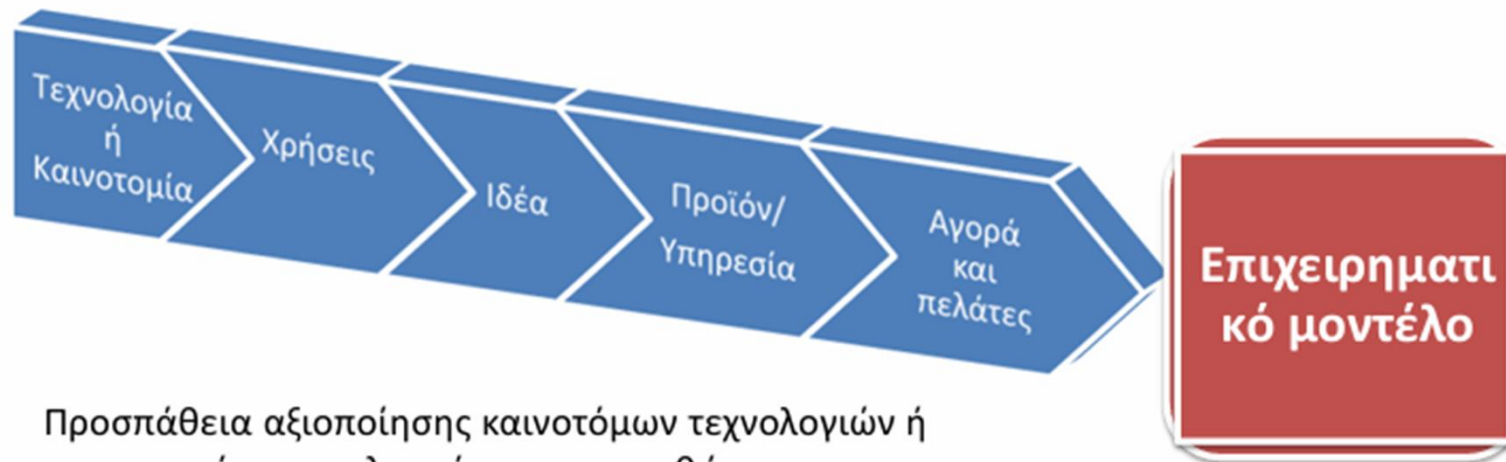 Τεχνολογία
ή
Καινοτομία
Χρήσεις
Ιδέα
Προϊόν/
Υπηρεσία
Αγορά
και
πελάτες
Επιχειρηματι
κό μοντέλο
Προσπάθεια αξιοποίησης καινοτόμων τεχνολογιών ή